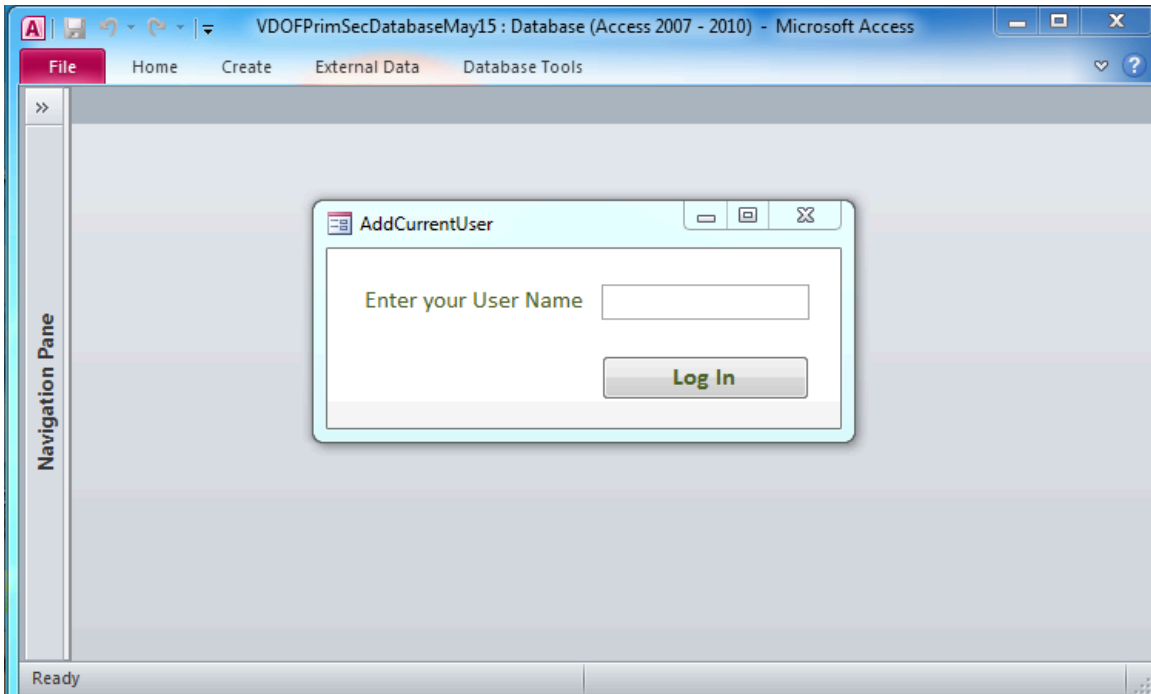 A VDOFPrimSecDatabaseMay15 : Database (Access 2007 - 2010) - Microsoft Access
File Home Create External Data Database Tools ?
»
AddCurrentUser
Enter your User Name
Log In
Navigation Pane
Ready